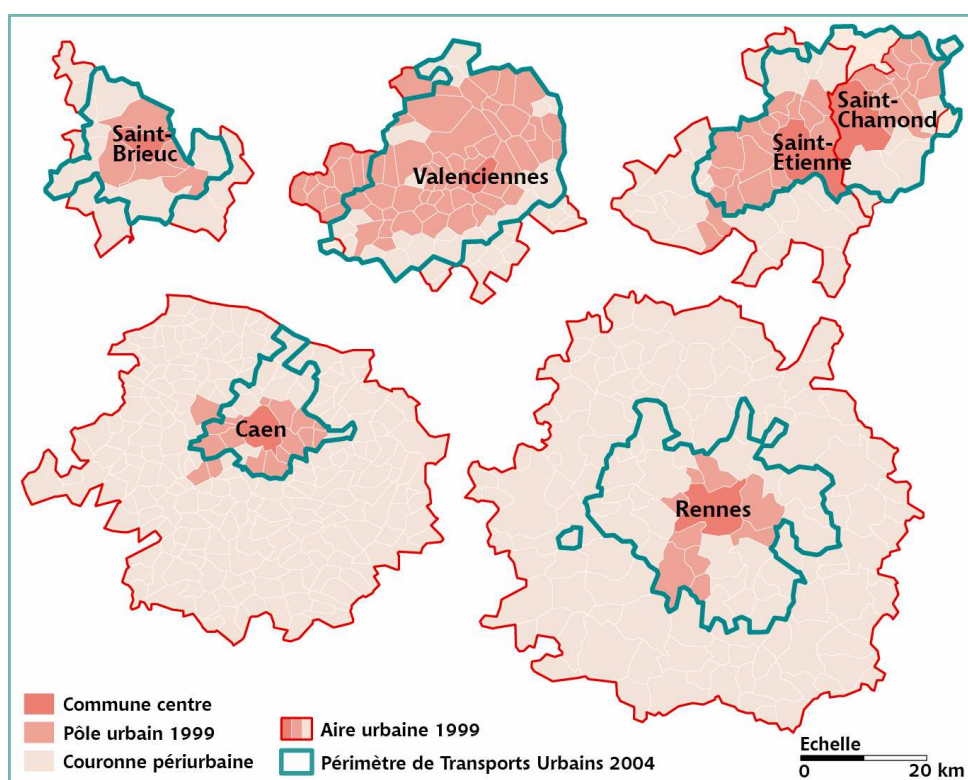 Saint-
Brieuc
Valenciennes
Saint-
Etienne
Saint-
Chamond
Caen
Rennes
Commune centre
Pôle urbain 1999
Couronne périurbaine
Aire urbaine 1999
Périmètre de Transports Urbains 2004
Echelle
0 20 km